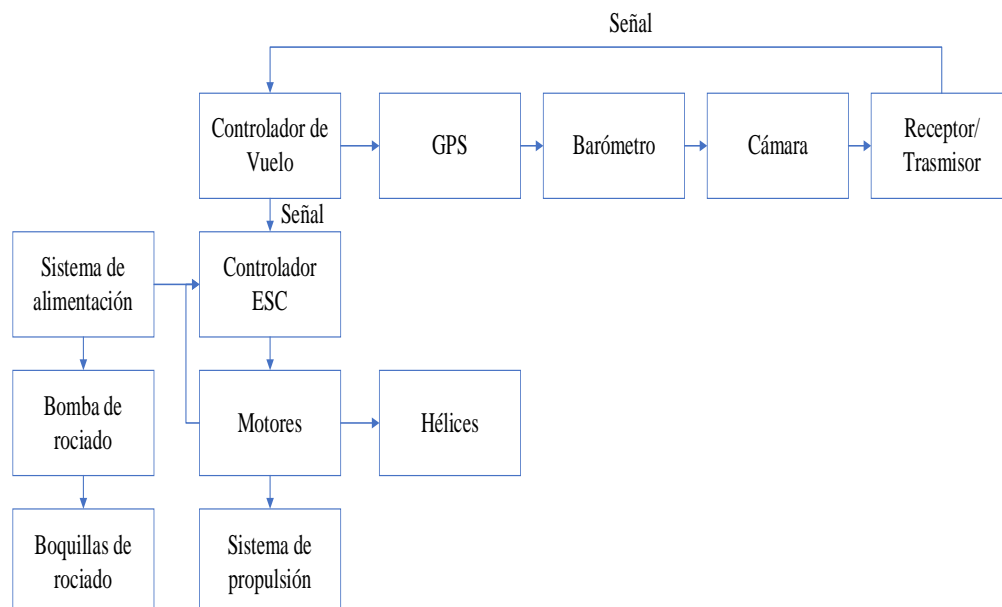 Señal
Controlador de
Vuelo
GPS
Barómetro
Cámara
Receptor/
Trasmisor
Señal
Sistema de
alimentación
Controlador
ESC
Bomba de
rociado
Motores
Hélices
Boquillas de
rociado
Sistema de
propulsión